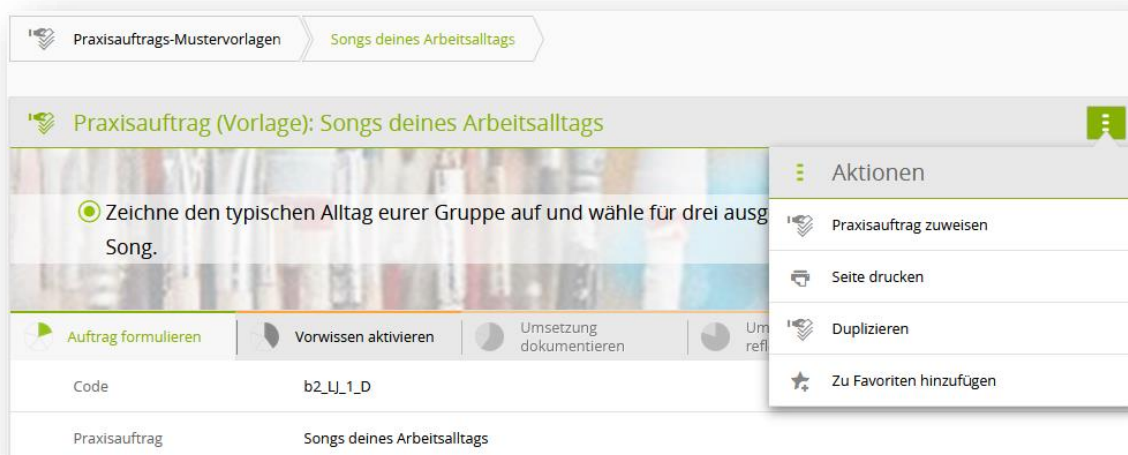 Praxisauftrags-Mustervorlagen
Songs deines Arbeitsalltags
Praxisauftrag (Vorlage): Songs deines Arbeitsalltags
Aktionen
Praxisauftrag zuweisen
Seite drucken
Duplizieren
Zu Favoriten hinzufügen
Zeichne den typischen Alltag eurer Gruppe auf und wähle für drei
Song.
Auftrag formulieren
Vorwissen aktivieren
Umsetzung
dokumentieren
Code
b2_LJ_1_D
Praxisauftrag
Songs deines Arbeitsalltags